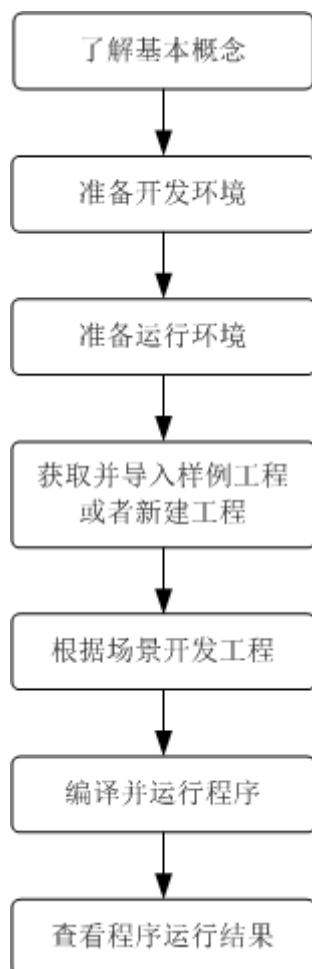 了解基本概念
准备开发环境
准备运行环境
获取并导入样例工程
或者新建工程
根据场景开发工程
编译并运行程序
查看程序运行结果